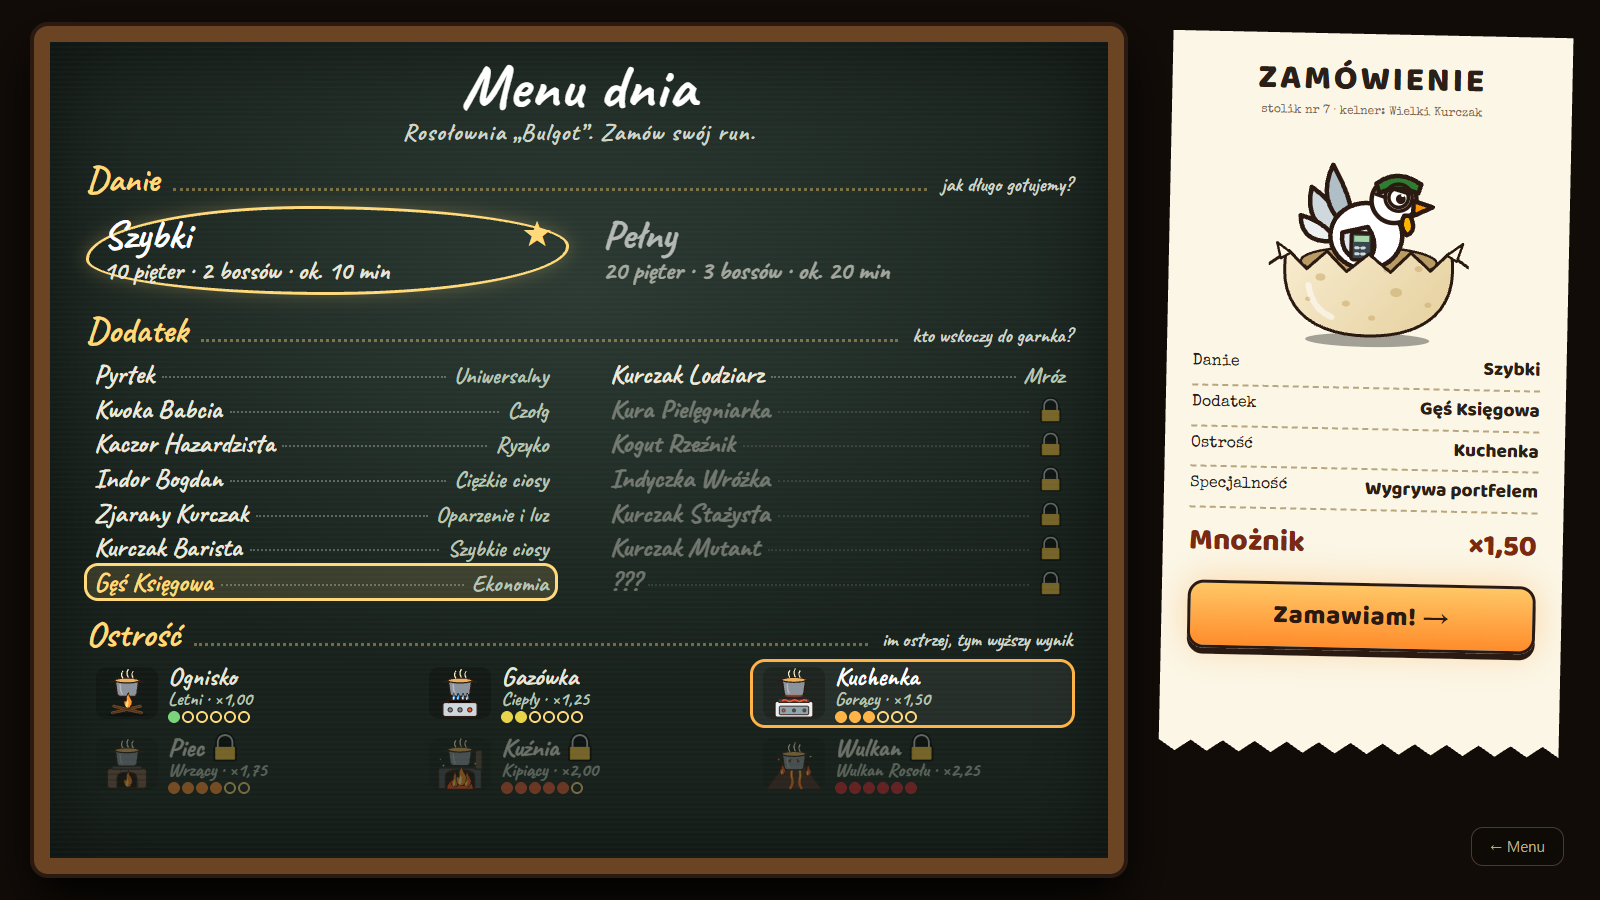 Menu dnia
Rosołownia „Bulgot”. Zamów swój run.
Danie jak długo gotujemy?
Szybki
10 pięter · 2 bossów · ok. 10 min
Pełny
20 pięter · 3 bossów · ok. 20 min
Dodatek kto wskoczy do garnka?
Pyrtek Uniwersalny
Kwoka Babcia Czołg
Kaczor Hazardzista Ryzyko
Indor Bogdan Ciężkie ciosy
Zjarany Kurczak Oparzenie i luz
Kurczak Barista Szybkie ciosy
Gęś Księgowa Ekonomia
Kurczak Lodziarz Mróz
Kura Pielęgniarka
Kogut Rzeźnik
Indyczka Wróżka
Kurczak Stażysta
Kurczak Mutant
???
Ostrość im ostrzej, tym wyższy wynik
Ognisko
Letni · ×1,00
Gazówka
Ciepły · ×1,25
Kuchenka
Gorący · ×1,50
Piec
Wrzący · ×1,75
Kuźnia
Kipiący · ×2,00
Wulkan
Wulkan Rosołu · ×2,25
ZAMÓWIENIE
stolik nr 7 · kelner: Wielki Kurczak
Danie Szybki
Dodatek Gęś Księgowa
Ostrość Kuchenka
Specjalność Wygrywa portfelem
Mnożnik ×1,50
Zamawiam! →
← Menu